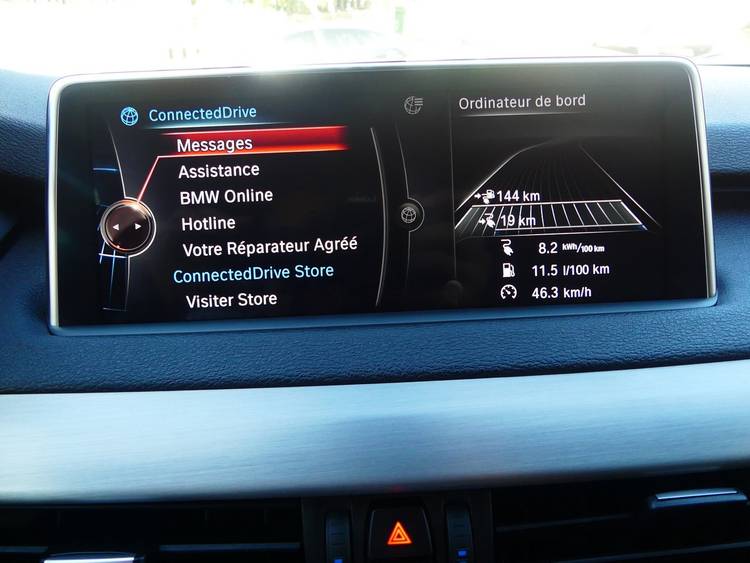 ConnectedDrive
Messages
Assistance
BMW Online
Hotline
Votre Réparateur Agréé
ConnectedDrive Store
Visiter Store
Ordinateur de bord
144 km
19 km
8.2 kWh/100 km
11.5 l/100 km
46.3 km/h